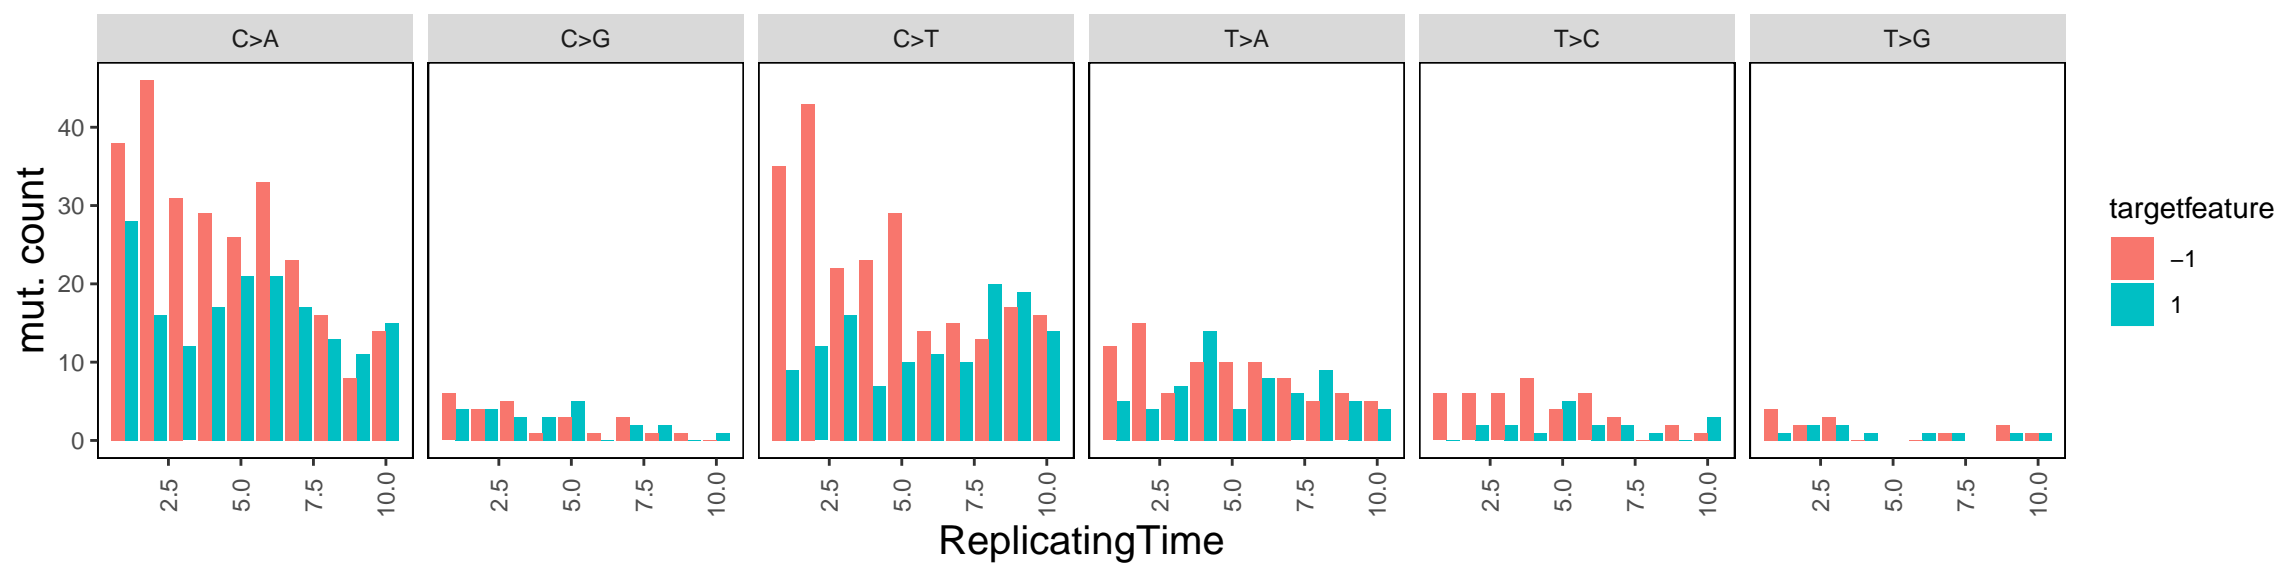 C>A C>G C>T T>A T>C T>G
mut. count
40
30
20
10
0
2.5 5.0 7.5 10.0 2.5 5.0 7.5 10.0 2.5 5.0 7.5 10.0 2.5 5.0 7.5 10.0 2.5 5.0 7.5 10.0 2.5 5.0 7.5 10.0
ReplicatingTime
targetfeature
−1
1